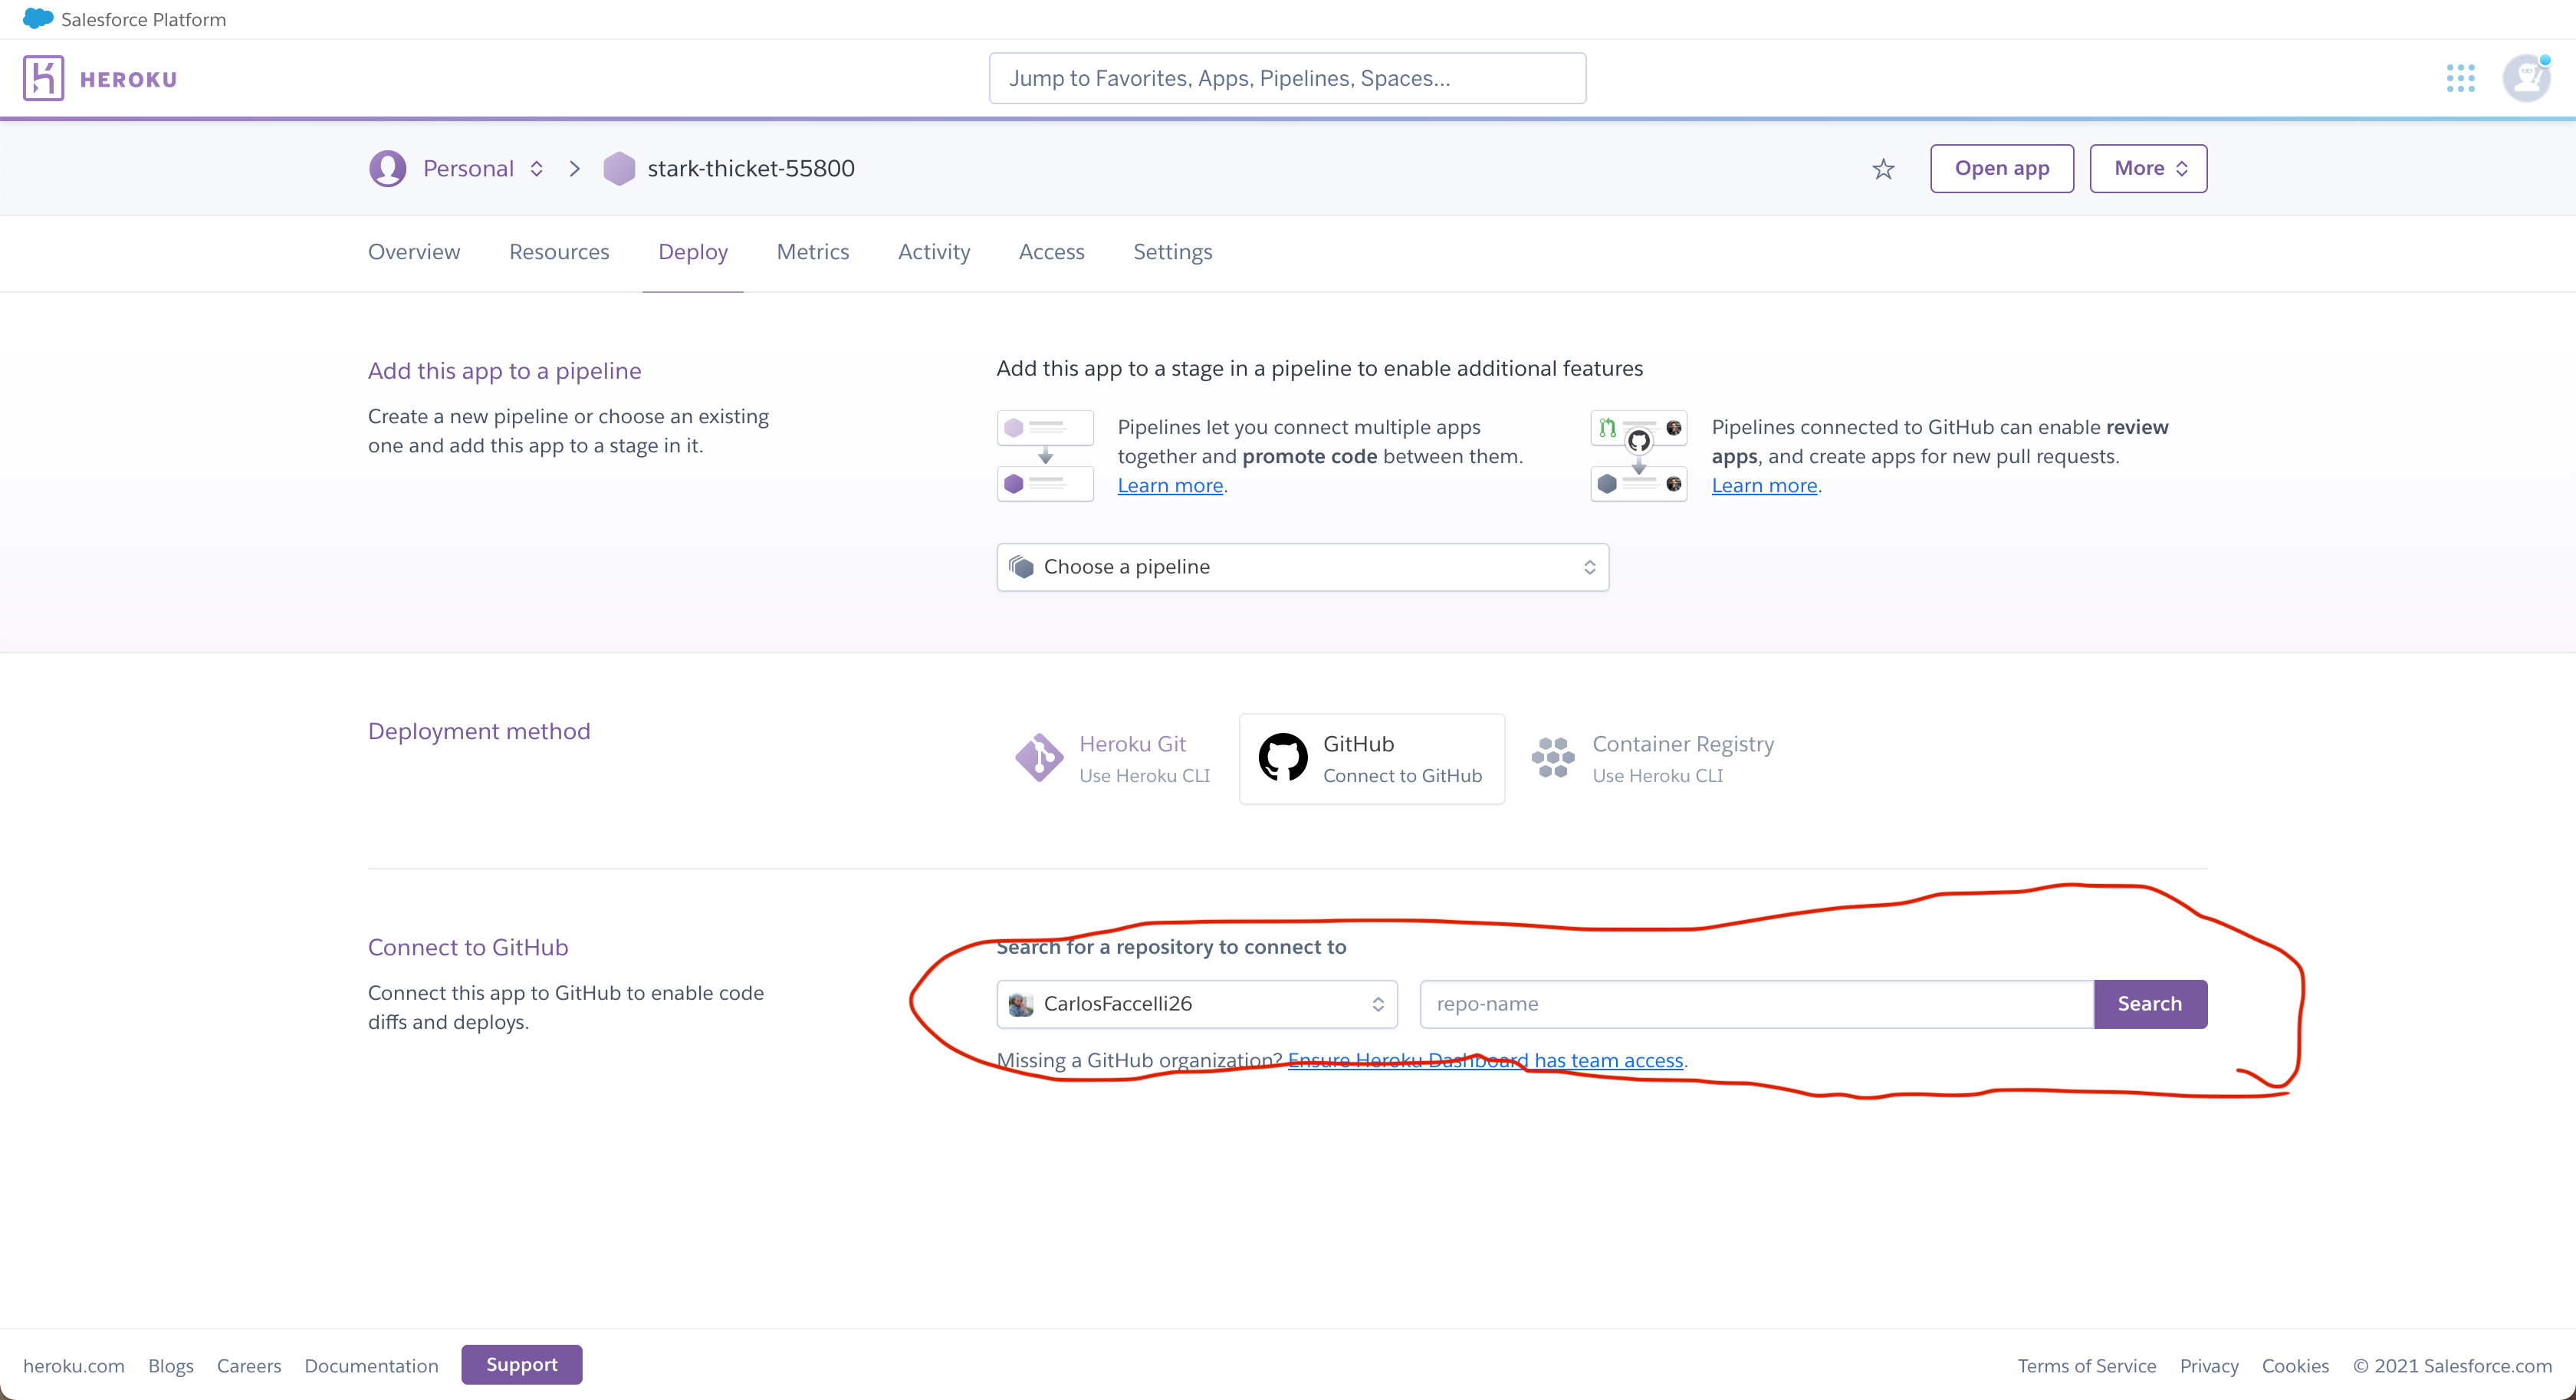 Salesforce Platform
HEROKU
Jump to Favorites, Apps, Pipelines, Spaces...
Personal
stark-thicket-55800
Open app
More
Overview
Resources
Deploy
Metrics
Activity
Access
Settings
Add this app to a pipeline
Create a new pipeline or choose an existing
one and add this app to a stage in it.
Add this app to a stage in a pipeline to enable additional features
Pipelines let you connect multiple apps
together and promote code between them.
Learn more.
Pipelines connected to GitHub can enable review
apps, and create apps for new pull requests.
Learn more.
Choose a pipeline
Deployment method
Heroku Git
Use Heroku CLI
GitHub
Connect to GitHub
Container Registry
Use Heroku CLI
Connect to GitHub
Connect this app to GitHub to enable code
diffs and deploys.
Search for a repository to connect to
CarlosFaccelli26
repo-name
Search
Missing a GitHub organization? Ensure Heroku Dashboard has team access.
heroku.com
Blogs
Careers
Documentation
Support
Terms of Service
Privacy
Cookies
© 2021 Salesforce.com